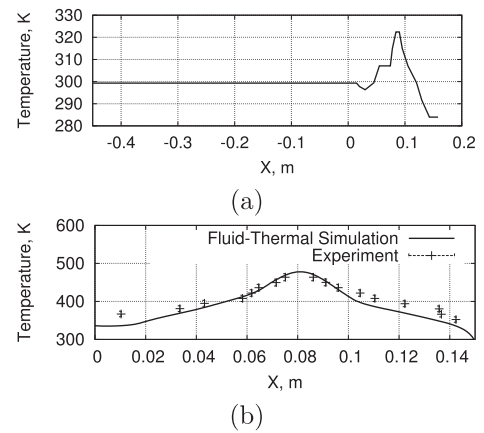 330
320
310
300
290
280
Temperature, K
-0.4 -0.3 -0.2 -0.1 0 0.1 0.2
X, m
(a)
600
500
400
300
Temperature, K
Fluid-Thermal Simulation
Experiment
0 0.02 0.04 0.06 0.08 0.1 0.12 0.14
X, m
(b)